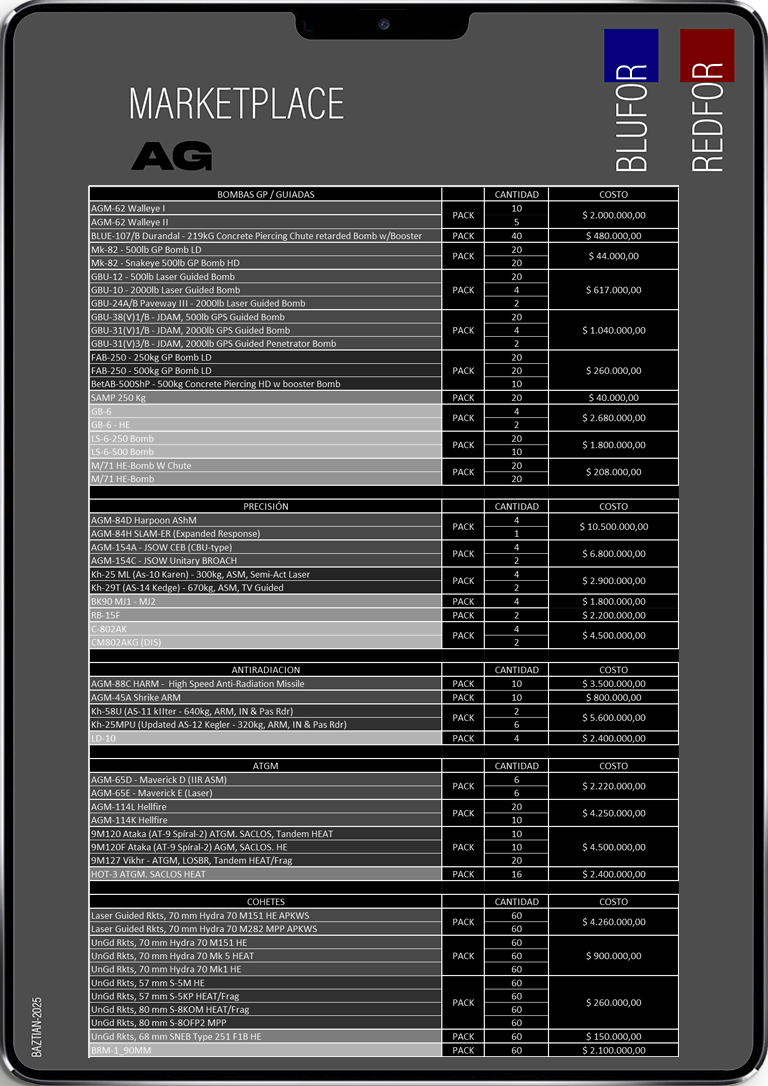 BLUFOR
REDFOR
MARKETPLACE
AG
BOMBAS GP / GUIADAS CANTIDAD COSTO
AGM-62 Walleye I PACK 10 $ 2.000.000,00
AGM-62 Walleye II 5
BLUE-107/B Durandal - 219kG Concrete Piercing Chute retarded Bomb w/Booster PACK 40 $ 480.000,00
Mk-82 - 500lb GP Bomb LD PACK 20 $ 44.000,00
Mk-82 - Snakeye 500lb GP Bomb HD 20
GBU-12 - 500lb Laser Guided Bomb 20
GBU-10 - 2000lb Laser Guided Bomb PACK 4 $ 617.000,00
GBU-24A/B Paveway III - 2000lb Laser Guided Bomb 2
GBU-38(V)1/B - JDAM, 500lb GPS Guided Bomb 20
GBU-31(V)1/B - JDAM, 2000lb GPS Guided Bomb PACK 4 $ 1.040.000,00
GBU-31(V)3/B - JDAM, 2000lb GPS Guided Penetrator Bomb 2
FAB-250 - 250kg GP Bomb LD 20
FAB-250 - 500kg GP Bomb LD PACK 20 $ 260.000,00
BetAB-500ShP - 500kg Concrete Piercing HD w booster Bomb 10
SAMP 250 Kg PACK 20 $ 40.000,00
GB-6 PACK 4 $ 2.680.000,00
GB-6 - HE 2
LS-6-250 Bomb PACK 20 $ 1.800.000,00
LS-6-500 Bomb 10
M/71 HE-Bomb W Chute PACK 20 $ 208.000,00
M/71 HE-Bomb 20
PRECISIÓN CANTIDAD COSTO
AGM-84D Harpoon AShM PACK 4 $ 10.500.000,00
AGM-84H SLAM-ER (Expanded Response) 1
AGM-154A - JSOW CEB (CBU-type) PACK 4 $ 6.800.000,00
AGM-154C - JSOW Unitary BROACH 2
Kh-25 ML (As-10 Karen) - 300kg, ASM, Semi-Act Laser PACK 4 $ 2.900.000,00
Kh-29T (AS-14 Kedge) - 670kg, ASM, TV Guided 2
BK90 MJ1 - MJ2 PACK 4 $ 1.800.000,00
RB-15F PACK 2 $ 2.200.000,00
C-802AK PACK 4 $ 4.500.000,00
CM802AKG (DIS) 2
ANTIRADIACION CANTIDAD COSTO
AGM-88C HARM - High Speed Anti-Radiation Missile PACK 10 $ 3.500.000,00
AGM-45A Shrike ARM PACK 10 $ 800.000,00
Kh-58U (AS-11 kIIter - 640kg, ARM, IN & Pas Rdr) PACK 2 $ 5.600.000,00
Kh-25MPU (Updated AS-12 Kegler - 320kg, ARM, IN & Pas Rdr) 6
LD-10 PACK 4 $ 2.400.000,00
ATGM CANTIDAD COSTO
AGM-65D - Maverick D (IIR ASM) PACK 6 $ 2.220.000,00
AGM-65E - Maverick E (Laser) 6
AGM-114L Hellfire PACK 20 $ 4.250.000,00
AGM-114K Hellfire 10
9M120 Ataka (AT-9 Spíral-2) ATGM. SACLOS, Tandem HEAT 10
9M120F Ataka (AT-9 Spíral-2) AGM, SACLOS. HE PACK 10 $ 4.500.000,00
9M127 Vikhr - ATGM, LOSBR, Tandem HEAT/Frag 20
HOT-3 ATGM. SACLOS HEAT PACK 16 $ 2.400.000,00
COHETES CANTIDAD COSTO
Laser Guided Rkts, 70 mm Hydra 70 M151 HE APKWS PACK 60 $ 4.260.000,00
Laser Guided Rkts, 70 mm Hydra 70 M282 MPP APKWS 60
UnGd Rkts, 70 mm Hydra 70 M151 HE 60
UnGd Rkts, 70 mm Hydra 70 Mk 5 HEAT PACK 60 $ 900.000,00
UnGd Rkts, 70 mm Hydra 70 Mk1 HE 60
UnGd Rkts, 57 mm S-5M HE 60
UnGd Rkts, 57 mm S-5KP HEAT/Frag PACK 60 $ 260.000,00
UnGd Rkts, 80 mm S-8KOM HEAT/Frag 60
UnGd Rkts, 80 mm S-8OFP2 MPP 60
UnGd Rkts, 68 mm SNEB Type 251 F1B HE PACK 60 $ 150.000,00
BRM-1_90MM PACK 60 $ 2.100.000,00
BAZTIAN-2025